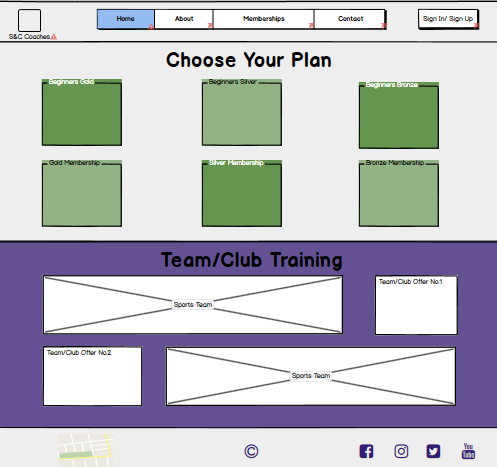 Home
About
Memberships
Contact
Sign In/ Sign Up
S&C Coaches
Choose Your Plan
Beginners Gold
Beginners Silver
Beginners Bronze
Gold Membership
Silver Membership
Bronze Membership
Team/Club Training
Sports Team
Team/Club Offer No.1
Team/Club Offer No.2
Sports Team
©
You
Tube